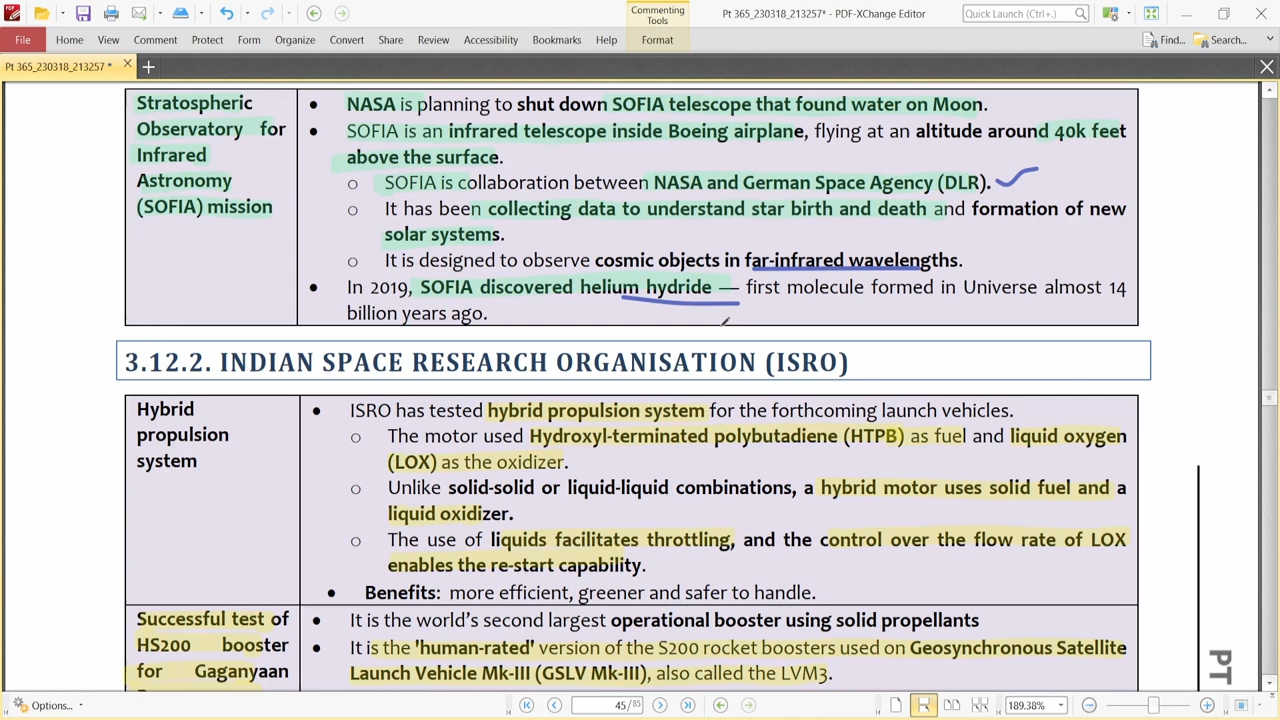 Commenting
Tools
Pt 365_230318_213257* - PDF-XChange Editor
Quick Launch (Ctrl+.)
File Home View Comment Protect Form Organize Convert Share Review Accessibility Bookmarks Help Format
Find... Search...
Pt 365_230318_213257 *
Stratospheric
Observatory for
Infrared
Astronomy
(SOFIA) mission
• NASA is planning to shut down SOFIA telescope that found water on Moon.
• SOFIA is an infrared telescope inside Boeing airplane, flying at an altitude around 40k feet
above the surface.
o SOFIA is collaboration between NASA and German Space Agency (DLR).
o It has been collecting data to understand star birth and death and formation of new
solar systems.
o It is designed to observe cosmic objects in far-infrared wavelengths.
• In 2019, SOFIA discovered helium hydride — first molecule formed in Universe almost 14
billion years ago.
3.12.2. INDIAN SPACE RESEARCH ORGANISATION (ISRO)
Hybrid
propulsion
system
• ISRO has tested hybrid propulsion system for the forthcoming launch vehicles.
o The motor used Hydroxyl-terminated polybutadiene (HTPB) as fuel and liquid oxygen
(LOX) as the oxidizer.
o Unlike solid-solid or liquid-liquid combinations, a hybrid motor uses solid fuel and a
liquid oxidizer.
o The use of liquids facilitates throttling, and the control over the flow rate of LOX
enables the re-start capability.
• Benefits: more efficient, greener and safer to handle.
Successful test of
HS200 booster
for Gaganyaan
• It is the world's second largest operational booster using solid propellants
• It is the 'human-rated' version of the S200 rocket boosters used on Geosynchronous Satellite
Launch Vehicle Mk-III (GSLV Mk-III), also called the LVM3.
PT
Options...
45 / 85
189.38%